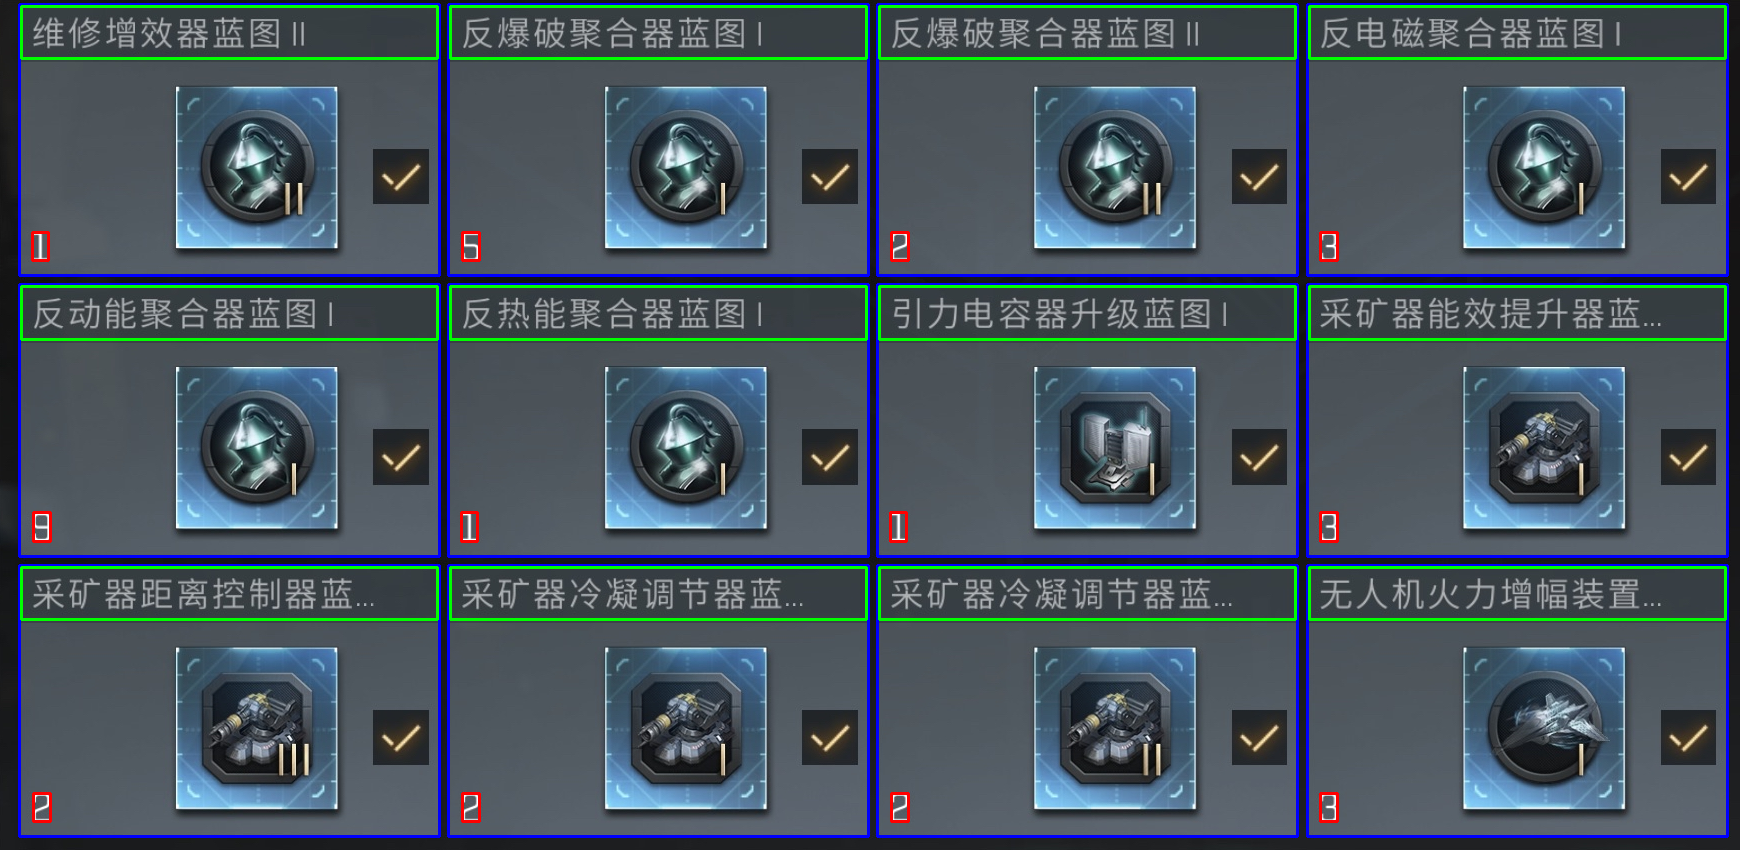 维修增效器蓝图 II
反爆破聚合器蓝图 I
反爆破聚合器蓝图 II
反电磁聚合器蓝图 I
II
I
II
I
1
5
2
3
反动能聚合器蓝图 I
反热能聚合器蓝图 I
引力电容器升级蓝图 I
采矿器能效提升器蓝...
I
I
I
I
9
1
1
3
采矿器距离控制器蓝...
采矿器冷凝调节器蓝...
采矿器冷凝调节器蓝...
无人机火力增幅装置...
III
I
II
I
2
2
2
3